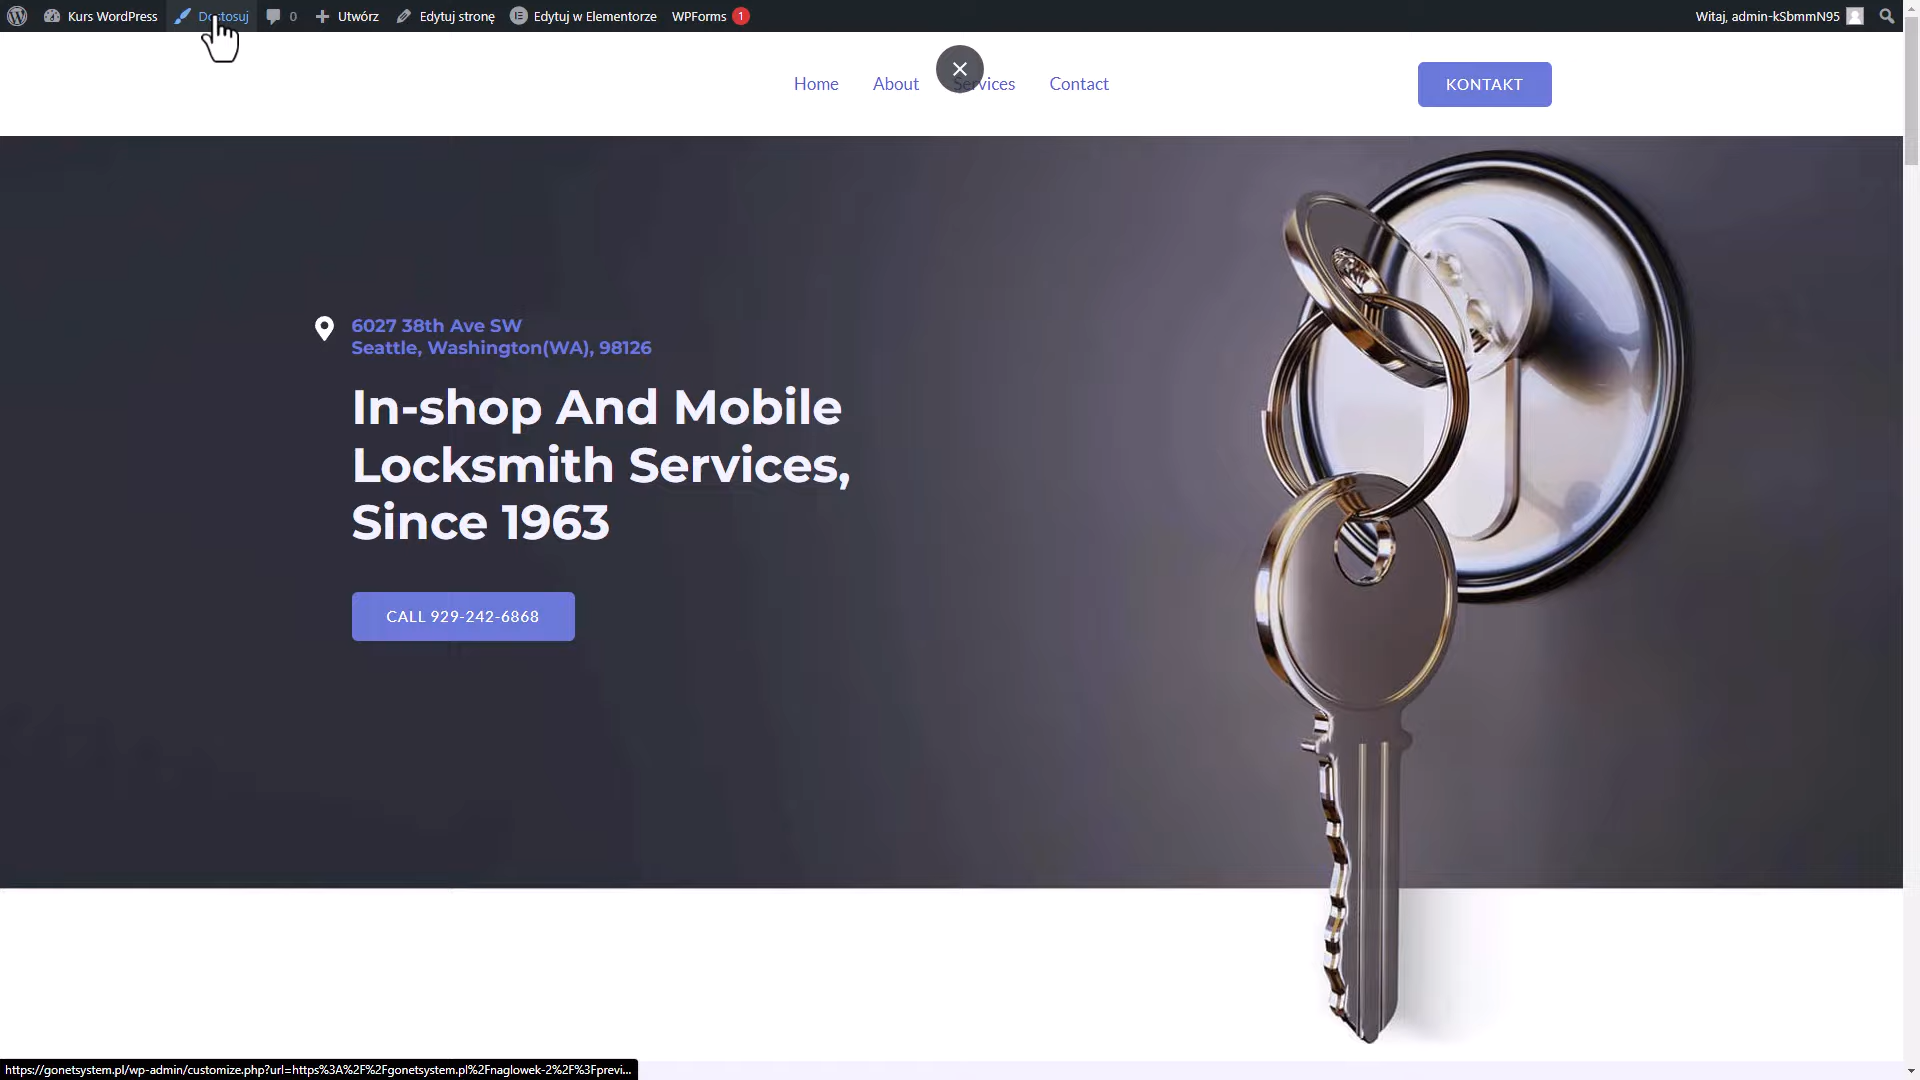 Kurs WordPress Dostosuj 0 Utwórz Edytuj stronę Edytuj w Elementorze WPForms 1 Witaj, admin-kSbmmN95
Home About Services Contact KONTAKT
6027 38th Ave SW
Seattle, Washington(WA), 98126
In-shop And Mobile
Locksmith Services,
Since 1963
CALL 929-242-6868
https://gonetsystem.pl/wp-admin/customize.php?url=https%3A%2F%2Fgonetsystem.pl%2Fnaglowek-2%2F%3Fprevi...